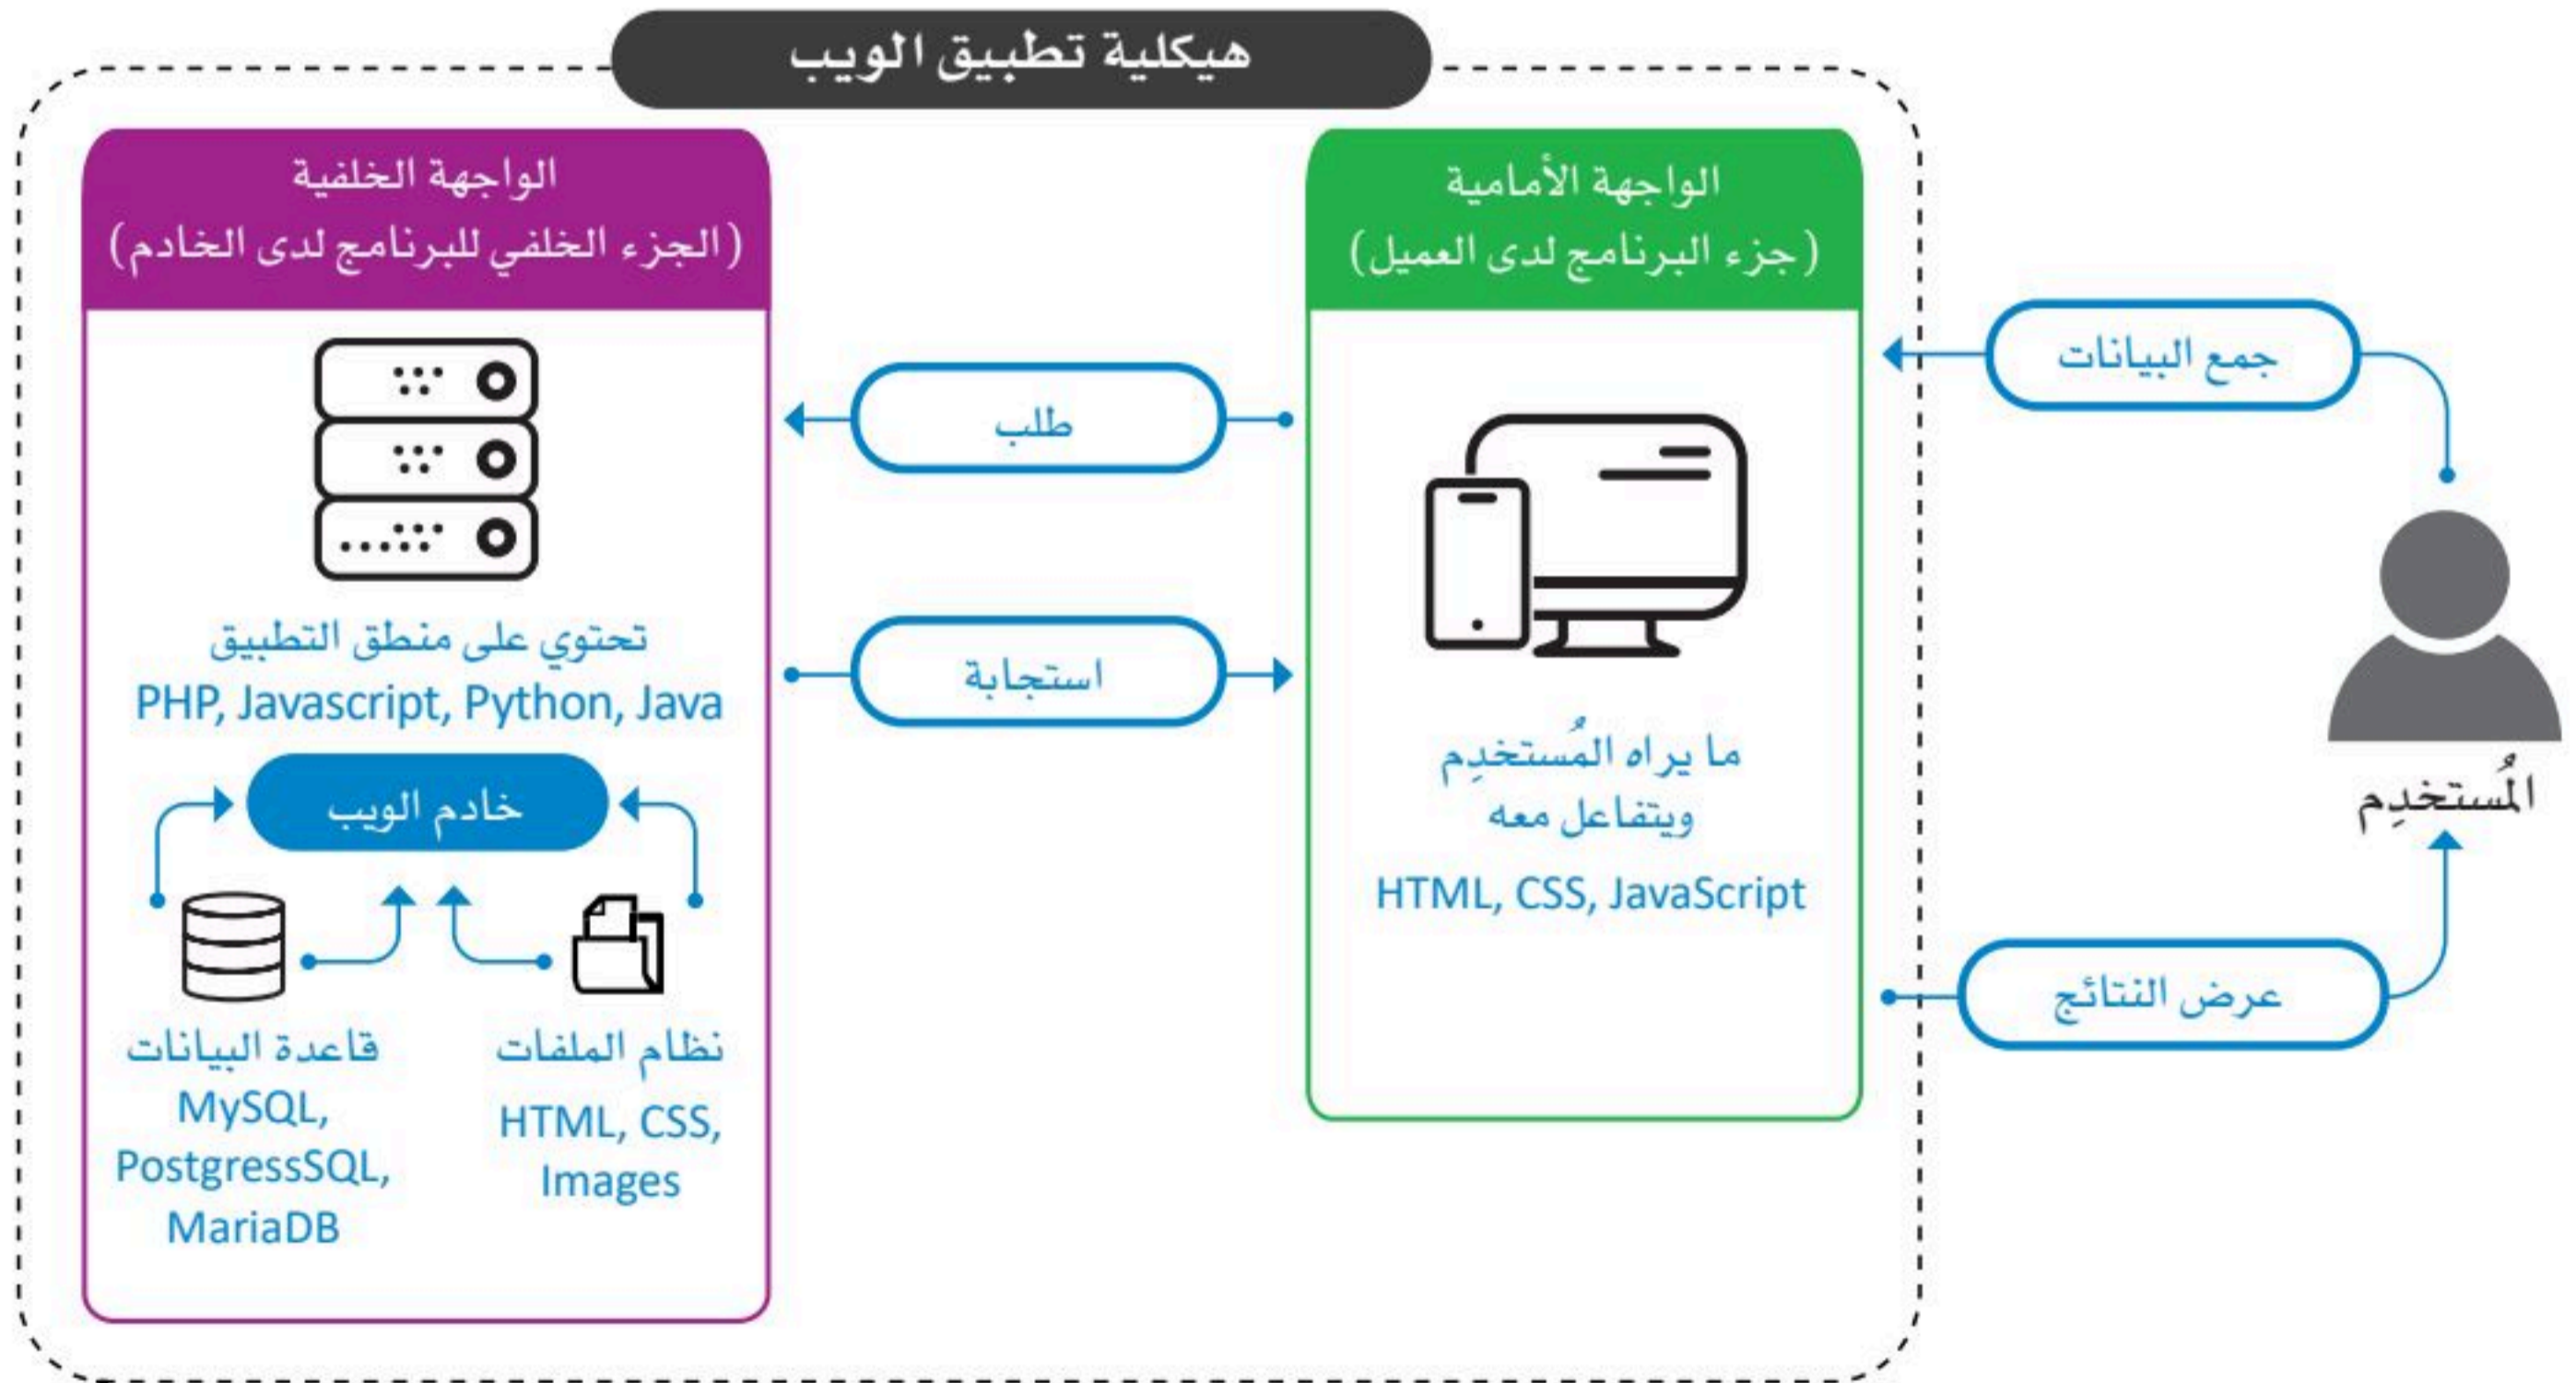 هيكلية تطبيق الويب
الواجهة الأمامية
(جزء البرنامج لدى العميل)
ما يراه المُستخدِم
ويتفاعل معه
HTML, CSS, JavaScript
الواجهة الخلفية
(الجزء الخلفي للبرنامج لدى الخادم)
تحتوي على منطق التطبيق
PHP, Javascript, Python, Java
خادم الويب
نظام الملفات
HTML, CSS,
Images
قاعدة البيانات
MySQL,
PostgressSQL,
MariaDB
جمع البيانات
طلب
استجابة
عرض النتائج
المُستخدِم